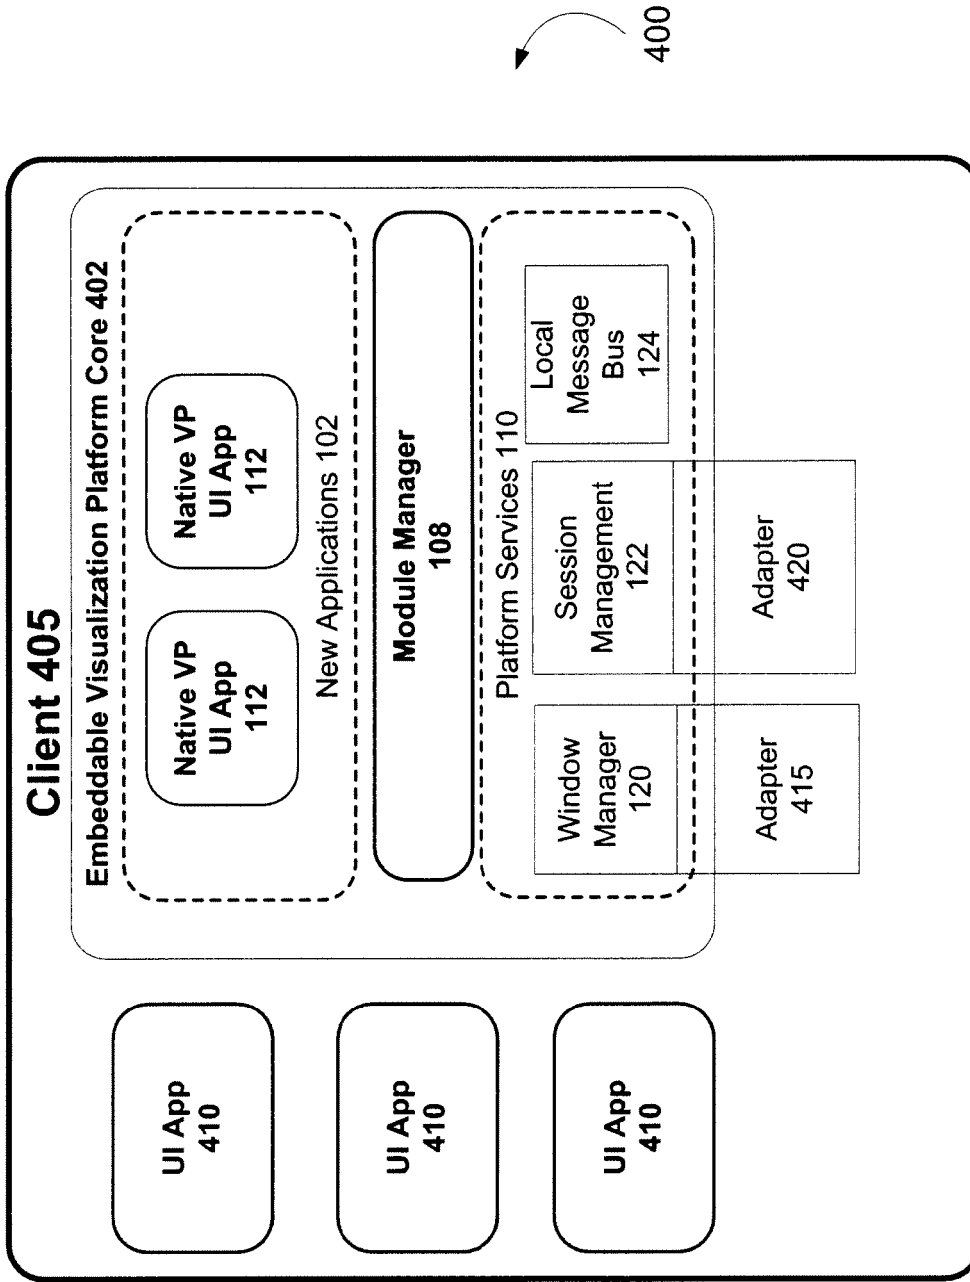 Client 405
Embeddable Visualization Platform Core 402
UI App
410
UI App
410
UI App
410
Native VP
UI App
112
Native VP
UI App
112
New Applications 102
Module Manager
108
Platform Services 110
Window
Manager
120
Session
Management
122
Local
Message
Bus
124
Adapter
415
Adapter
420
400